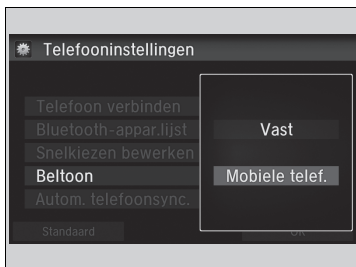 Telefooninstellingen
Telefoon verbinden
Bluetooth-appar.lijst
Snelkiezen bewerken
Beltoon
Autom. telefoonsync.
Vast
Mobiele telef.
Standaard
OK